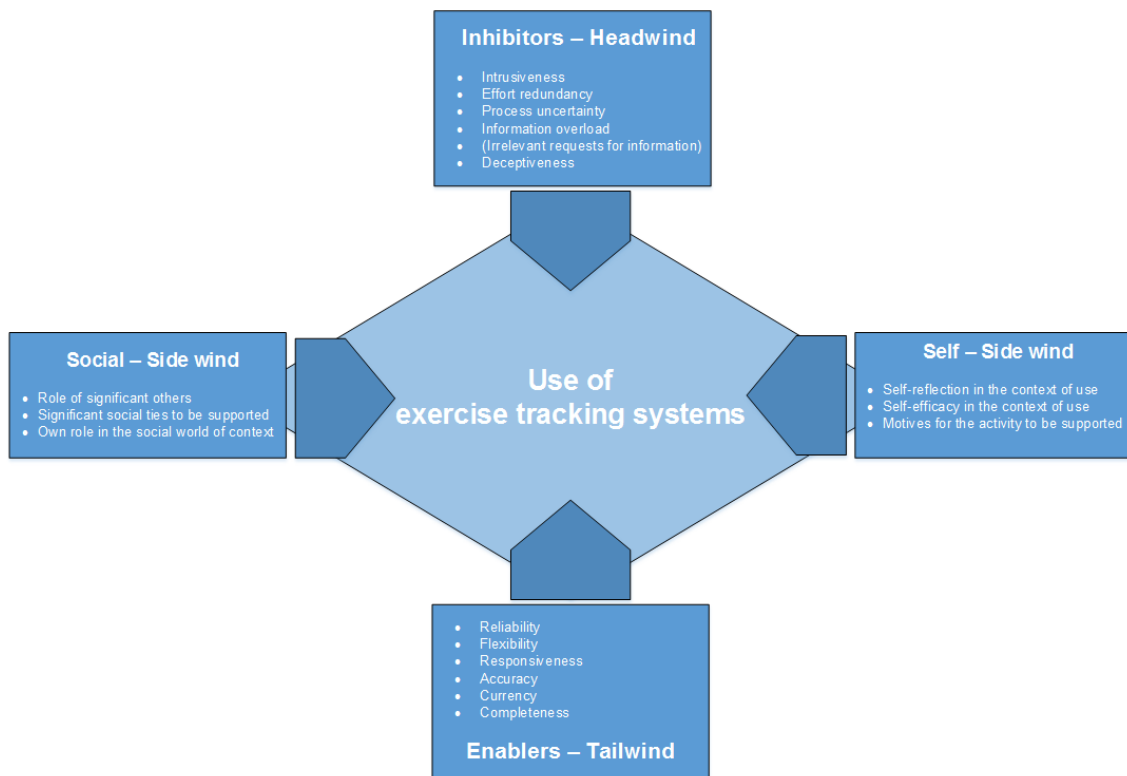 Inhibitors – Headwind
• Intrusiveness
• Effort redundancy
• Process uncertainty
• Information overload
• (Irrelevant requests for information)
• Deceptiveness
Social – Side wind
• Role of significant others
• Significant social ties to be supported
• Own role in the social world of context
Use of
exercise tracking systems
Self – Side wind
• Self-reflection in the context of use
• Self-efficacy in the context of use
• Motives for the activity to be supported
• Reliability
• Flexibility
• Responsiveness
• Accuracy
• Currency
• Completeness
Enablers – Tailwind